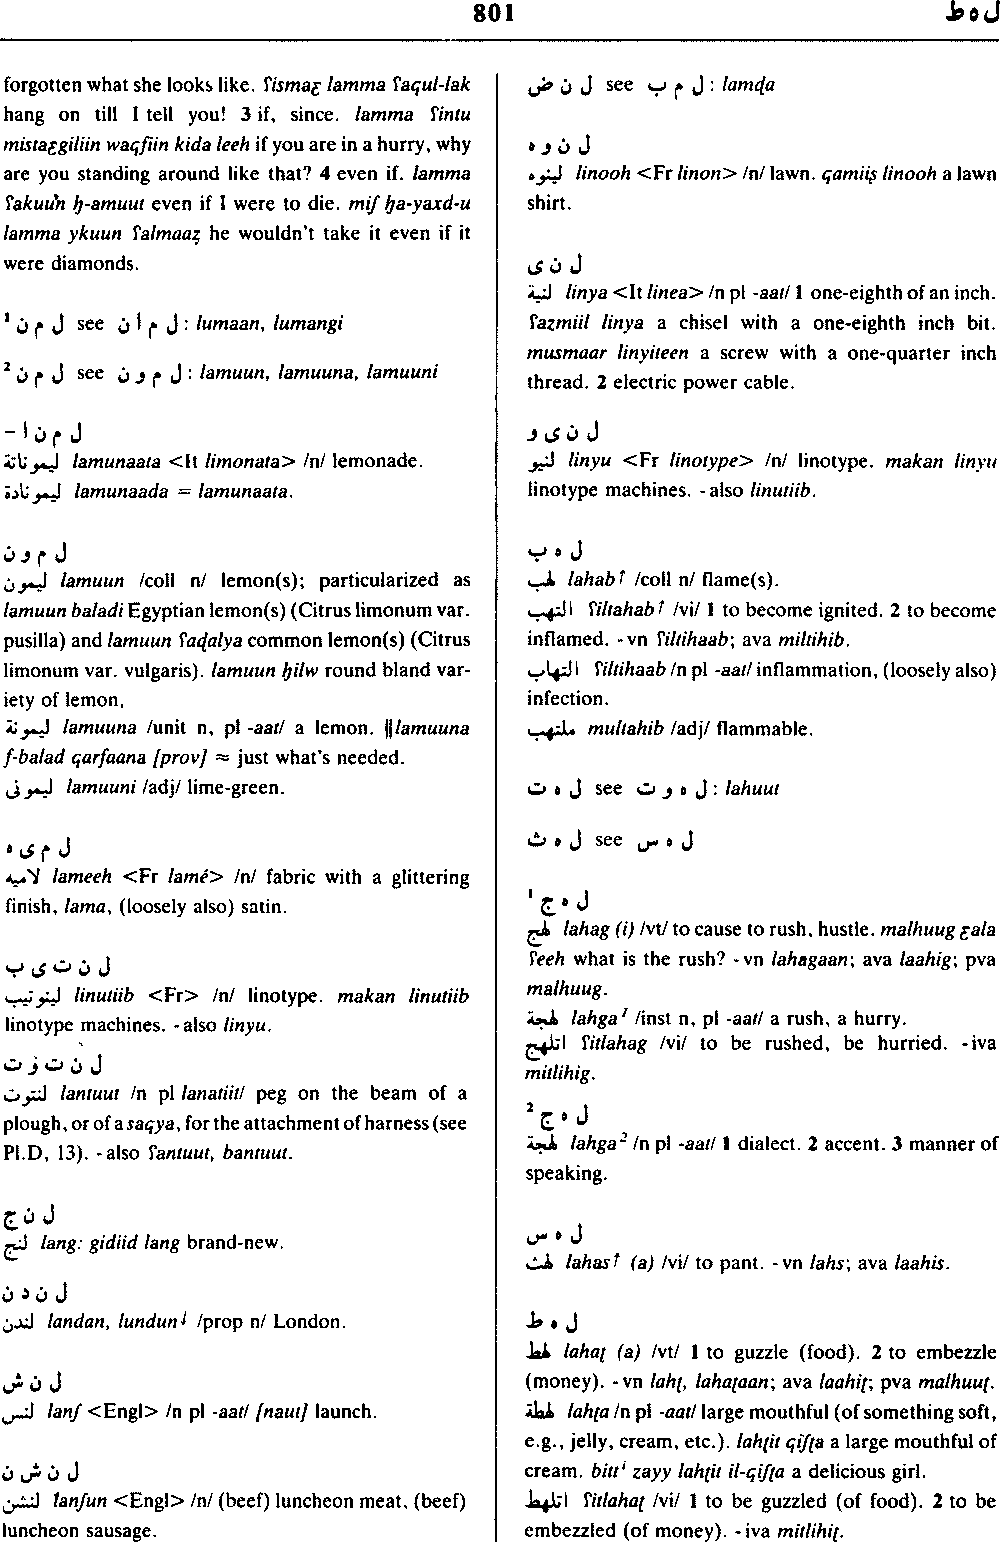 801
ل ه ط
forgotten what she looks like. ʕismaƹ lamma ʕaqul-lak
hang on till I tell you! 3 if, since. lamma ʕintu
mistaƹgiliin waqfiin kida leeh if you are in a hurry, why
are you standing around like that? 4 even if. lamma
ʕakuun ḥ-amuut even if I were to die. miʃ ḥa-yaxd-u
lamma ykuun ʕalmaaẓ he wouldn't take it even if it
were diamonds.
¹ ل م ن see ل م أ ن : lumaan, lumangi
² ل م ن see ل م و ن : lamuun, lamuuna, lamuuni
ل م ن ا -
ليموناتة lamunaata <It limonata> /n/ lemonade.
ليمونادة lamunaada = lamunaata.
ل م و ن
ليمون lamuun /coll n/ lemon(s); particularized as
lamuun baladi Egyptian lemon(s) (Citrus limonum var.
pusilla) and lamuun ʕaḍalya common lemon(s) (Citrus
limonum var. vulgaris). lamuun ḥilw round bland var-
iety of lemon,
ليمونة lamuuna /unit n, pl -aat/ a lemon. ‖lamuuna
f-balad qarfaana [prov] ≈ just what's needed.
ليمونى lamuuni /adj/ lime-green.
ل م ى ه
لاميه lameeh <Fr lamé> /n/ fabric with a glittering
finish, lama, (loosely also) satin.
ل ن ت ى ب
لينوتيب linutiib <Fr> /n/ linotype. makan linutiib
linotype machines. -also linyu.
ل ن ت و ت
لنتوت lantuut /n pl lanatiit/ peg on the beam of a
plough, or of a saqya, for the attachment of harness (see
Pl.D, 13). -also ʕantuut, bantuut.
ل ن ج
لنج lang: gidiid lang brand-new.
ل ن د ن
لندن landan, lundun↓ /prop n/ London.
ل ن ش
لنش lanʃ <Engl> /n pl -aat/ [naut] launch.
ل ن ش ن
لنشن lanʃun <Engl> /n/ (beef) luncheon meat, (beef)
luncheon sausage.
ل ن ض see ل م ب : lamḍa
ل ن و ه
لينوه linooh <Fr linon> /n/ lawn. qamiiṣ linooh a lawn
shirt.
ل ن ى
لنية linya <It linea> /n pl -aat/ 1 one-eighth of an inch.
ʕazmiil linya a chisel with a one-eighth inch bit.
musmaar linyiteen a screw with a one-quarter inch
thread. 2 electric power cable.
ل ن ى و
لنيو linyu <Fr linotype> /n/ linotype. makan linyu
linotype machines. -also linutiib.
ل ه ب
لهب lahab↑ /coll n/ flame(s).
التهب ʕiltahab↑ /vi/ 1 to become ignited. 2 to become
inflamed. -vn ʕiltihaab; ava miltihib.
التهاب ʕiltihaab /n pl -aat/ inflammation, (loosely also)
infection.
ملتهب multahib /adj/ flammable.
ل ه ت see ل ه و ت : lahuut
ل ه ث see ل ه س
ل ه ج ¹
لهج lahag (i) /vt/ to cause to rush, hustle. malhuug ƹala
ʕeeh what is the rush? -vn lahagaan; ava laahig; pva
malhuug.
لهجة lahga¹ /inst n, pl -aat/ a rush, a hurry.
اتلهج ʕitlahag /vi/ to be rushed, be hurried. -iva
mitlihig.
ل ه ج ²
لهجة lahga² /n pl -aat/ 1 dialect. 2 accent. 3 manner of
speaking.
ل ه س
لهث lahas↑ (a) /vi/ to pant. -vn lahs; ava laahis.
ل ه ط
لهط lahaṭ (a) /vt/ 1 to guzzle (food). 2 to embezzle
(money). -vn lahṭ, lahaṭaan; ava laahiṭ; pva malhuuṭ.
لهطة lahṭa /n pl -aat/ large mouthful (of something soft,
e.g., jelly, cream, etc.). lahṭit qiʃṭa a large mouthful of
cream. bittⁱ zayy lahṭit il-qiʃṭa a delicious girl.
اتلهط ʕitlahaṭ /vi/ 1 to be guzzled (of food). 2 to be
embezzled (of money). -iva mitlihiṭ.